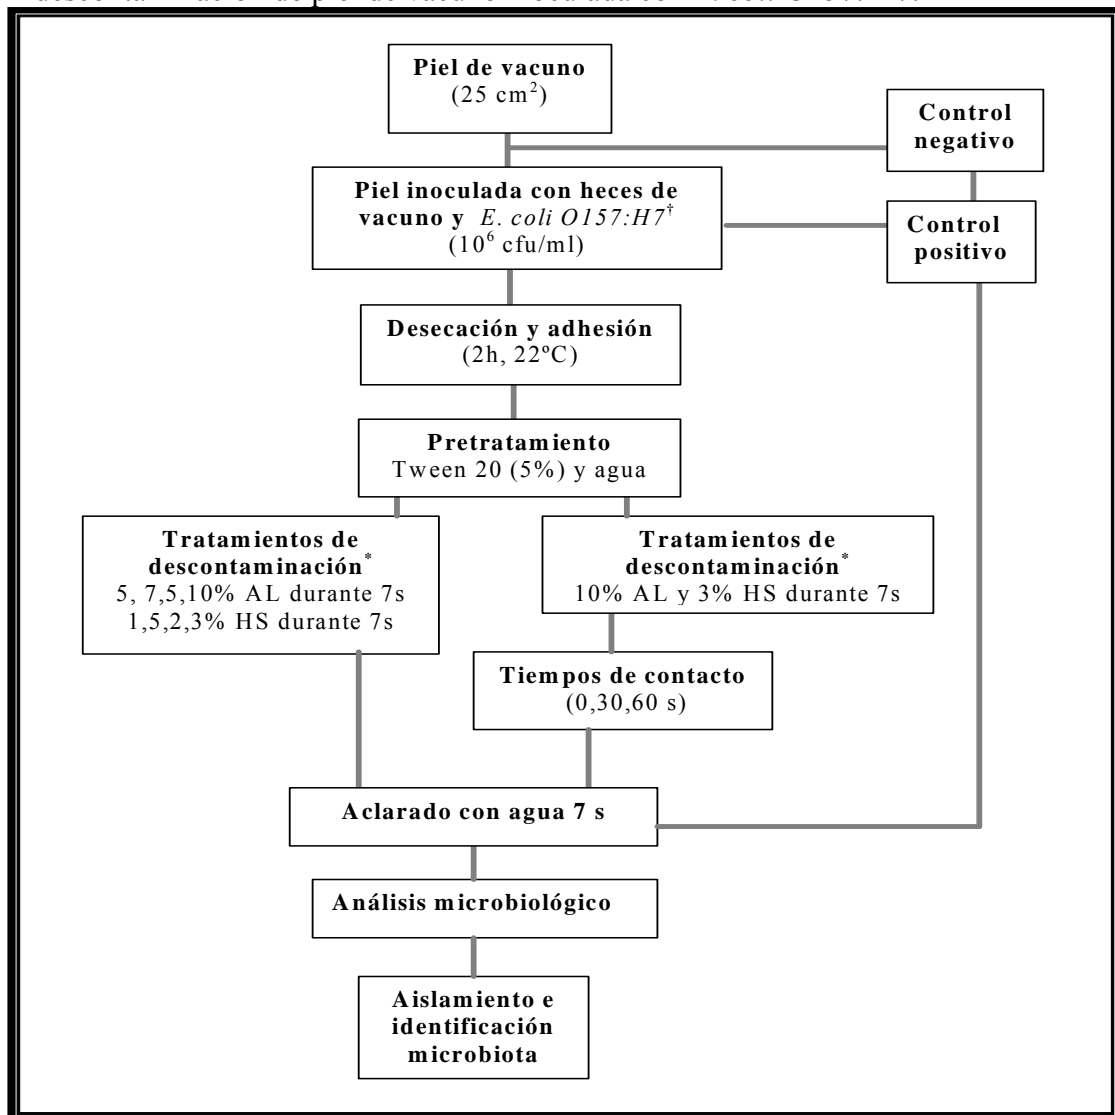 Piel de vacuno
(25 cm²)
Control
negativo
Piel inoculada con heces de
vacuno y E. coli O157:H7†
(10⁶ cfu/ml)
Control
positivo
Desecación y adhesión
(2h, 22ºC)
Pretratamiento
Tween 20 (5%) y agua
Tratamientos de
descontaminación*
5, 7,5,10% AL durante 7s
1,5,2,3% HS durante 7s
Tratamientos de
descontaminación*
10% AL y 3% HS durante 7s
Tiempos de contacto
(0,30,60 s)
Aclarado con agua 7 s
Análisis microbiológico
Aislamiento e
identificación
microbiota